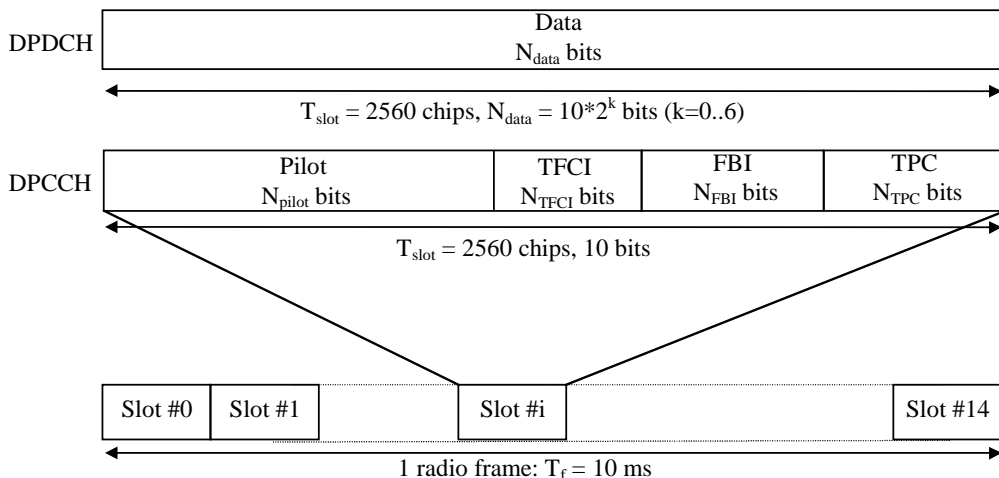 DPDCH
Data
N_data bits
T_slot = 2560 chips, N_data = 10*2^k bits (k=0..6)
DPCCH
Pilot
N_pilot bits
TFCI
N_TFCI bits
FBI
N_FBI bits
TPC
N_TPC bits
T_slot = 2560 chips, 10 bits
Slot #0
Slot #1
Slot #i
Slot #14
1 radio frame: T_f = 10 ms